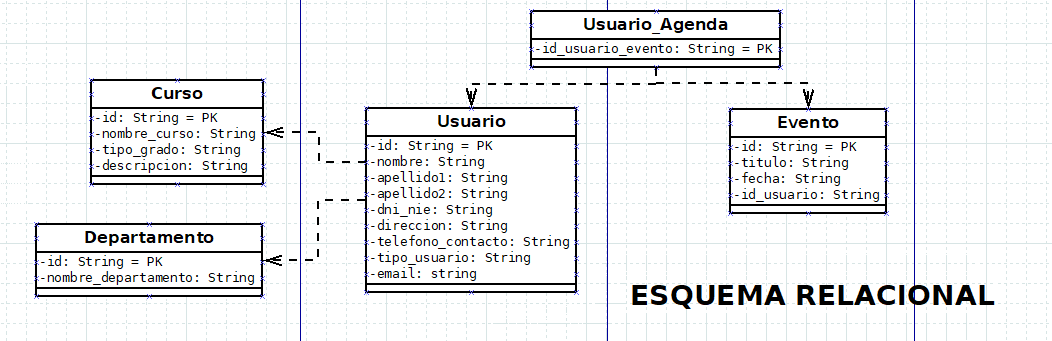 Usuario_Agenda
-id_usuario_evento: String = PK
Curso
-id: String = PK
-nombre_curso: String
-tipo_grado: String
-descripcion: String
Usuario
-id: String = PK
-nombre: String
-apellido1: String
-apellido2: String
-dni_nie: String
-direccion: String
-telefono_contacto: String
-tipo_usuario: String
-email: string
Evento
-id: String = PK
-titulo: String
-fecha: String
-id_usuario: String
Departamento
-id: String = PK
-nombre_departamento: String
ESQUEMA RELACIONAL